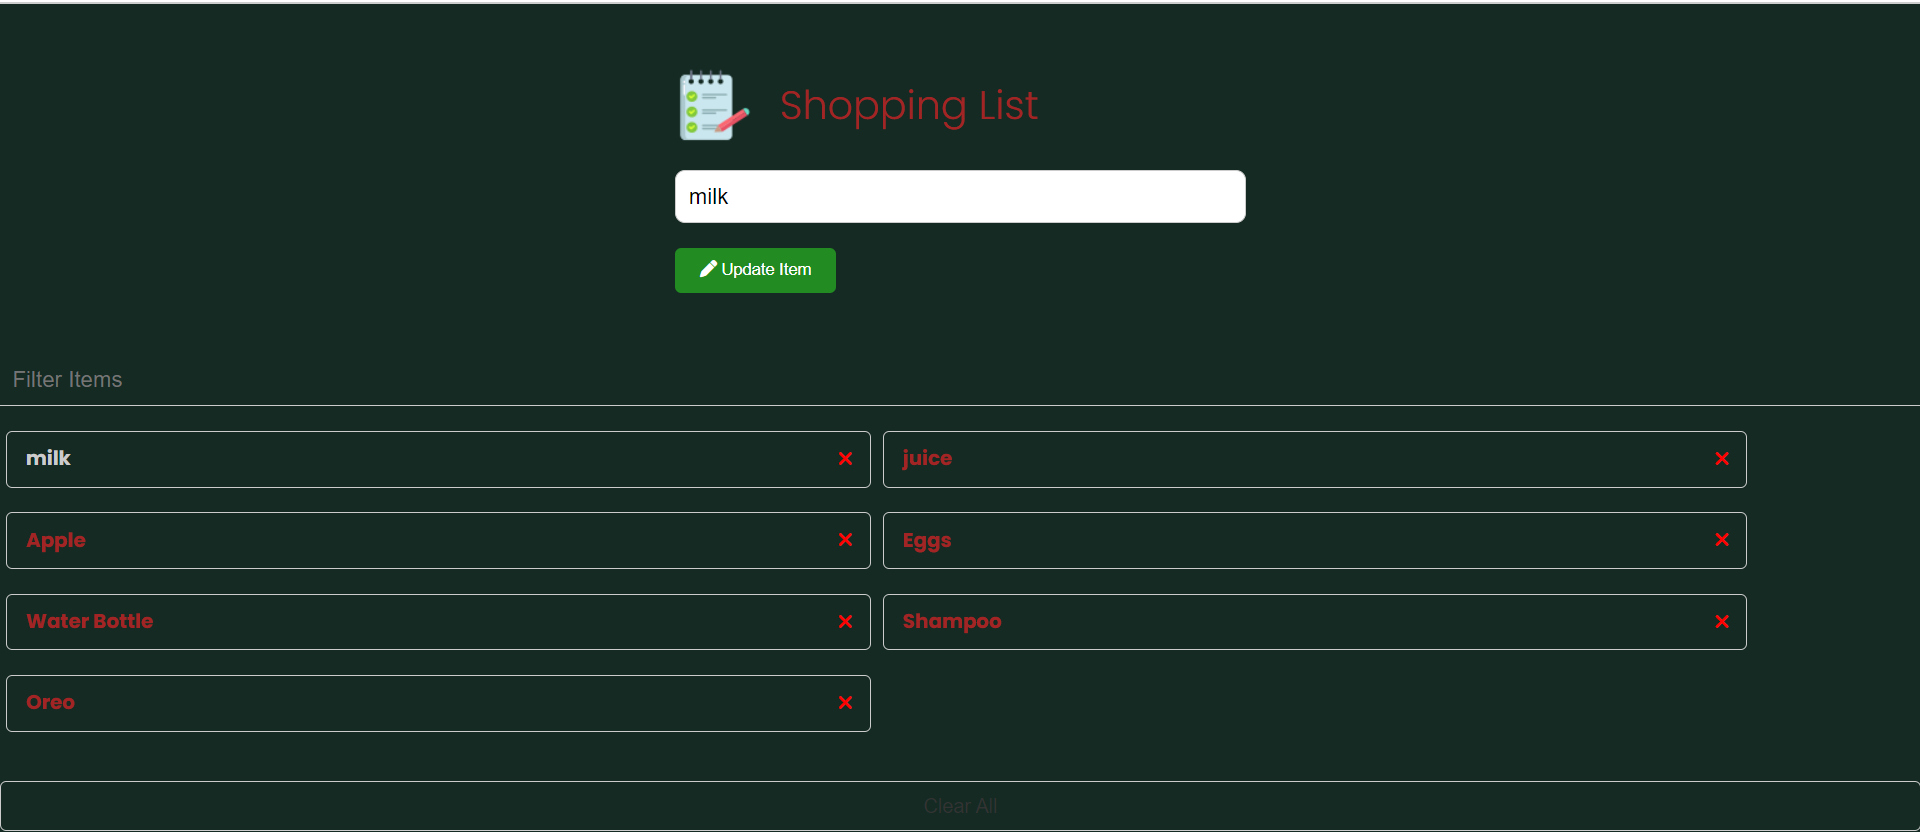 Shopping List
milk
Update Item
Filter Items
milk
juice
Apple
Eggs
Water Bottle
Shampoo
Oreo
Clear All